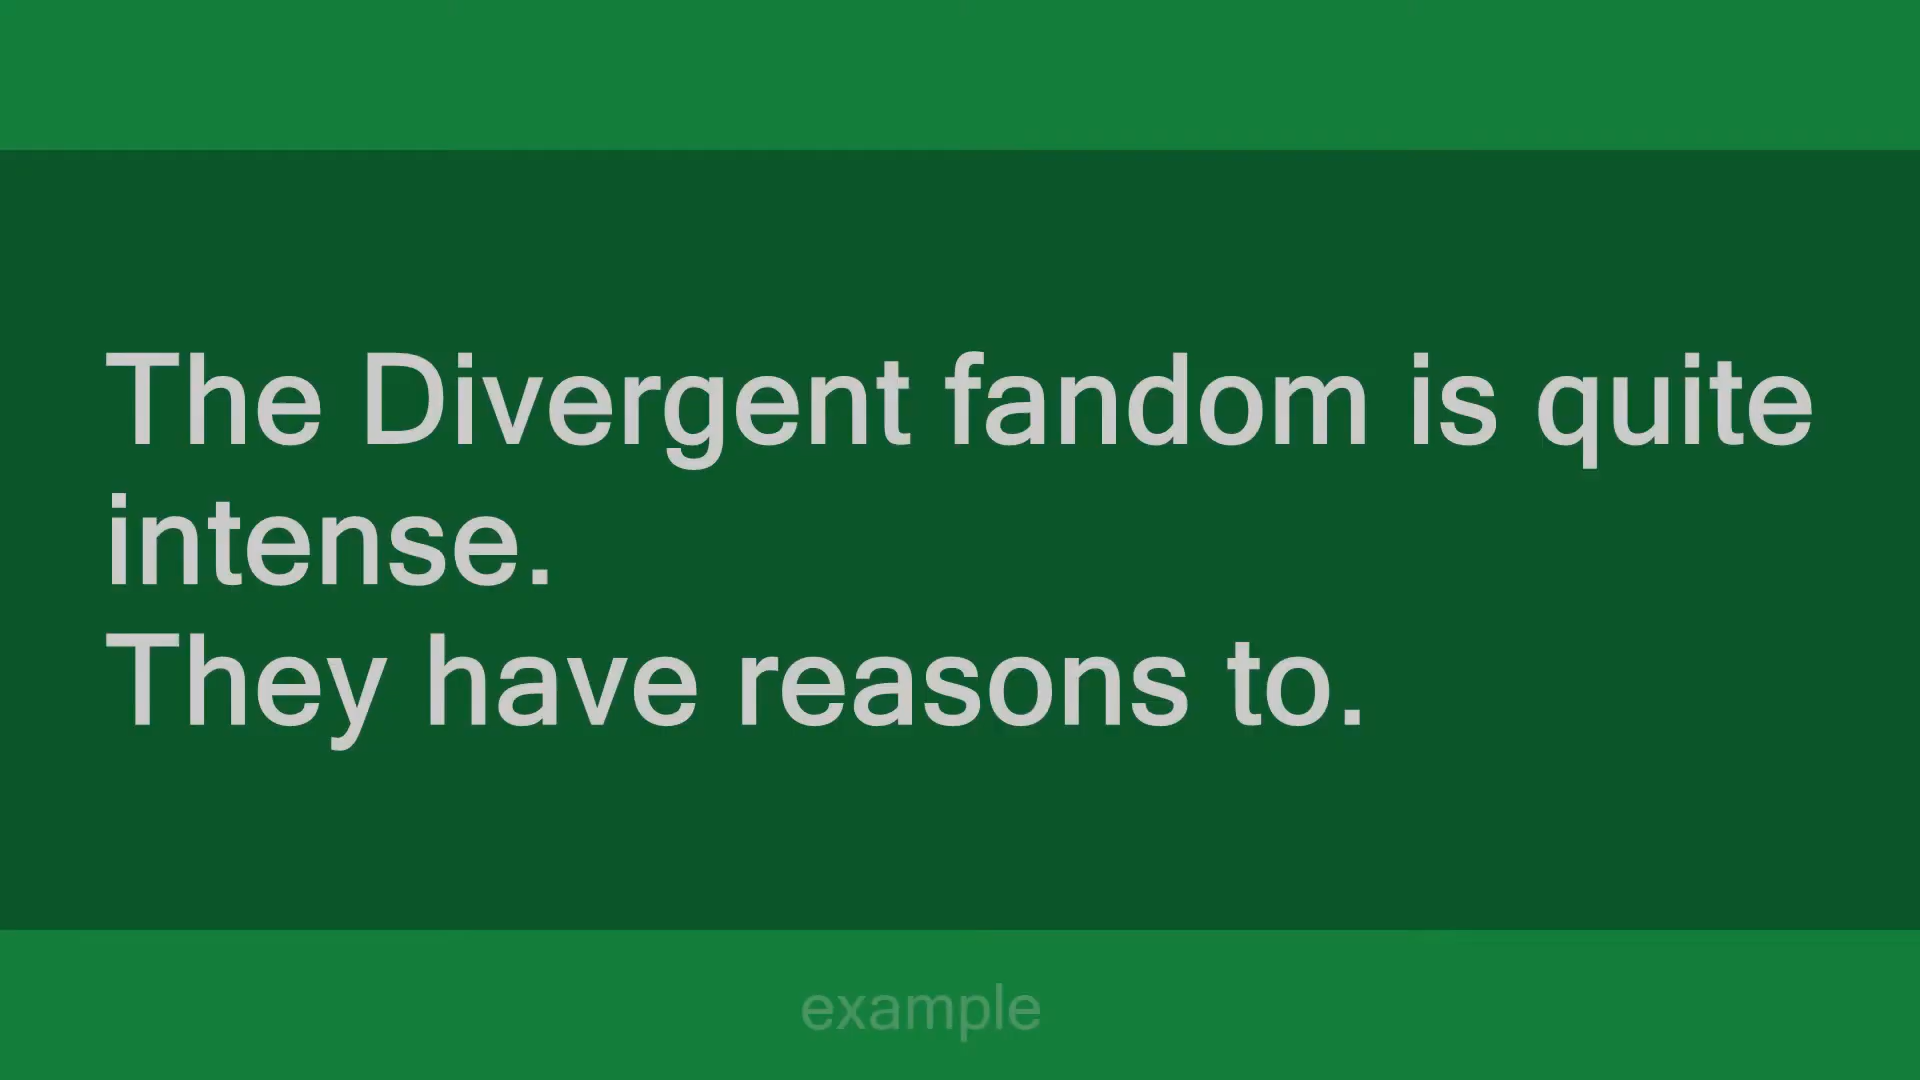 The Divergent fandom is quite
intense.
They have reasons to.
example